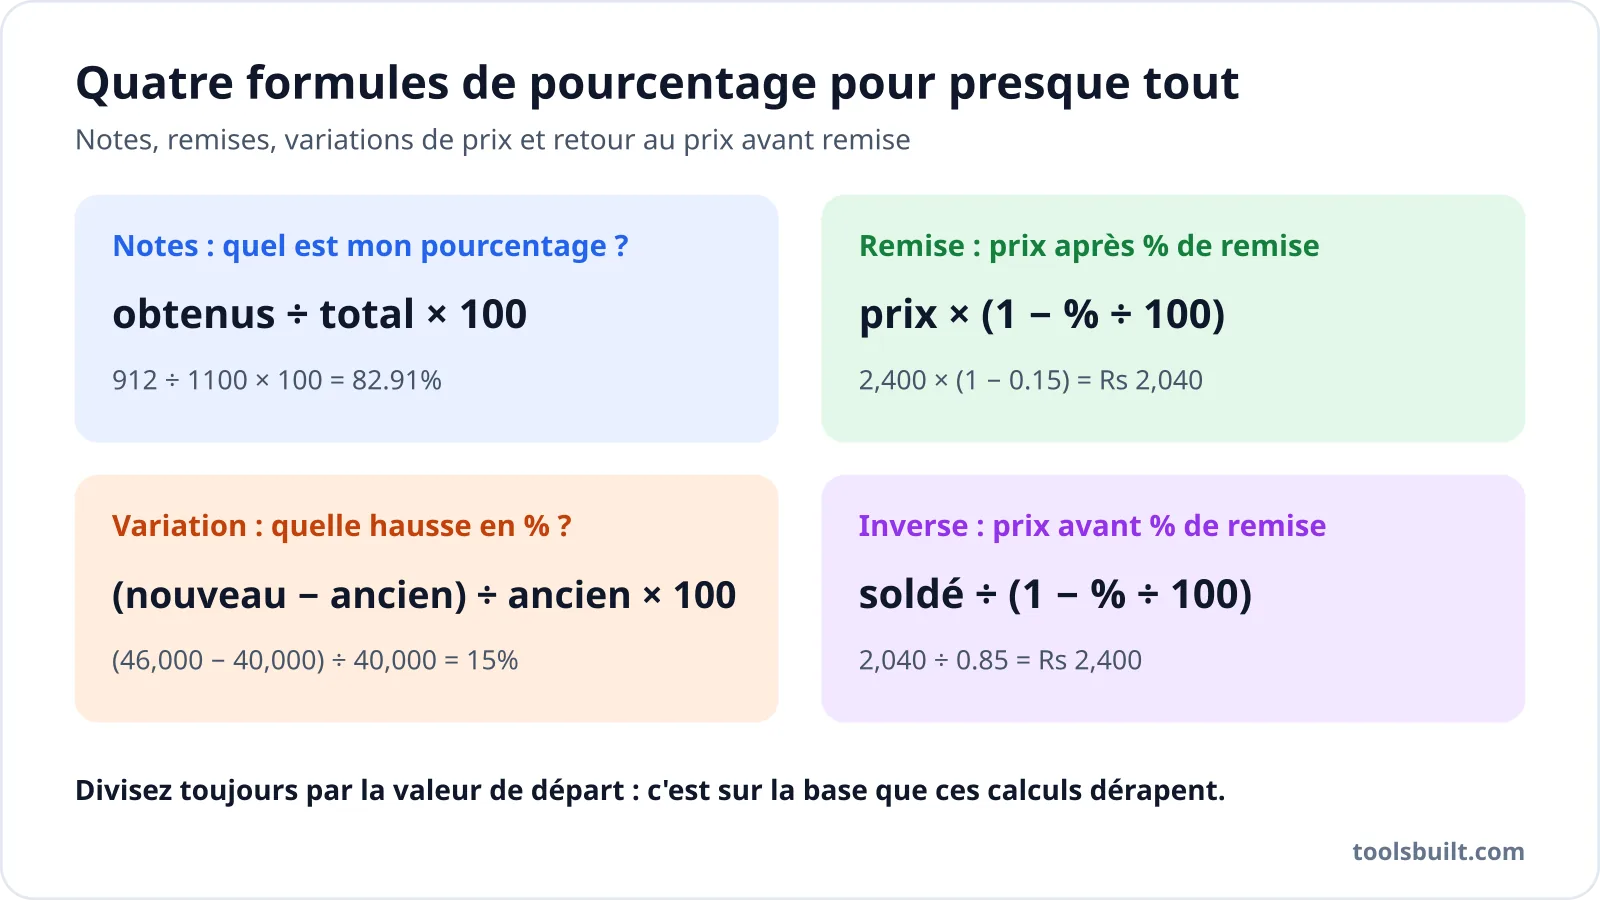 Quatre formules de pourcentage pour presque tout
Notes, remises, variations de prix et retour au prix avant remise
Notes : quel est mon pourcentage ?
obtenus ÷ total × 100
912 ÷ 1100 × 100 = 82.91%
Remise : prix après % de remise
prix × (1 − % ÷ 100)
2,400 × (1 − 0.15) = Rs 2,040
Variation : quelle hausse en % ?
(nouveau − ancien) ÷ ancien × 100
(46,000 − 40,000) ÷ 40,000 = 15%
Inverse : prix avant % de remise
soldé ÷ (1 − % ÷ 100)
2,040 ÷ 0.85 = Rs 2,400
Divisez toujours par la valeur de départ : c'est sur la base que ces calculs dérapent.
toolsbuilt.com